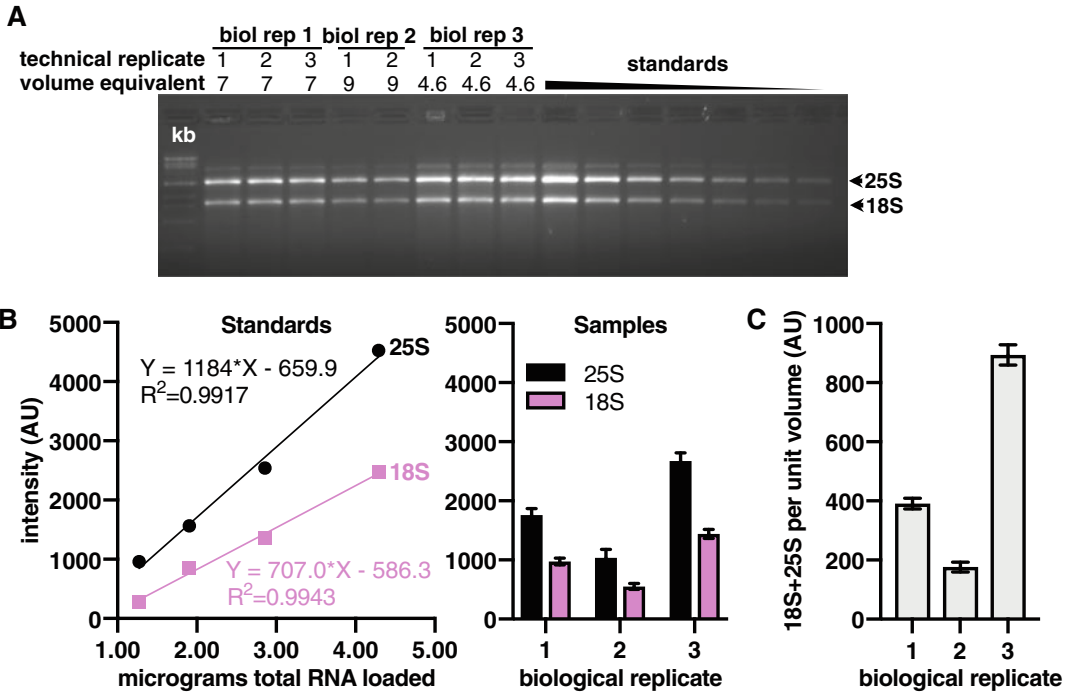 A
biol rep 1 biol rep 2 biol rep 3
technical replicate 1 2 3 1 2 1 2 3 standards
volume equivalent 7 7 7 9 9 4.6 4.6 4.6
kb
25S
18S
B
Standards
Y = 1184*X - 659.9
R²=0.9917
25S
18S
Y = 707.0*X - 586.3
R²=0.9943
intensity (AU)
5000
4000
3000
2000
1000
0
1.00 2.00 3.00 4.00 5.00
micrograms total RNA loaded
Samples
25S
18S
5000
4000
3000
2000
1000
0
1 2 3
biological replicate
C
18S+25S per unit volume (AU)
1000
800
600
400
200
0
1 2 3
biological replicate